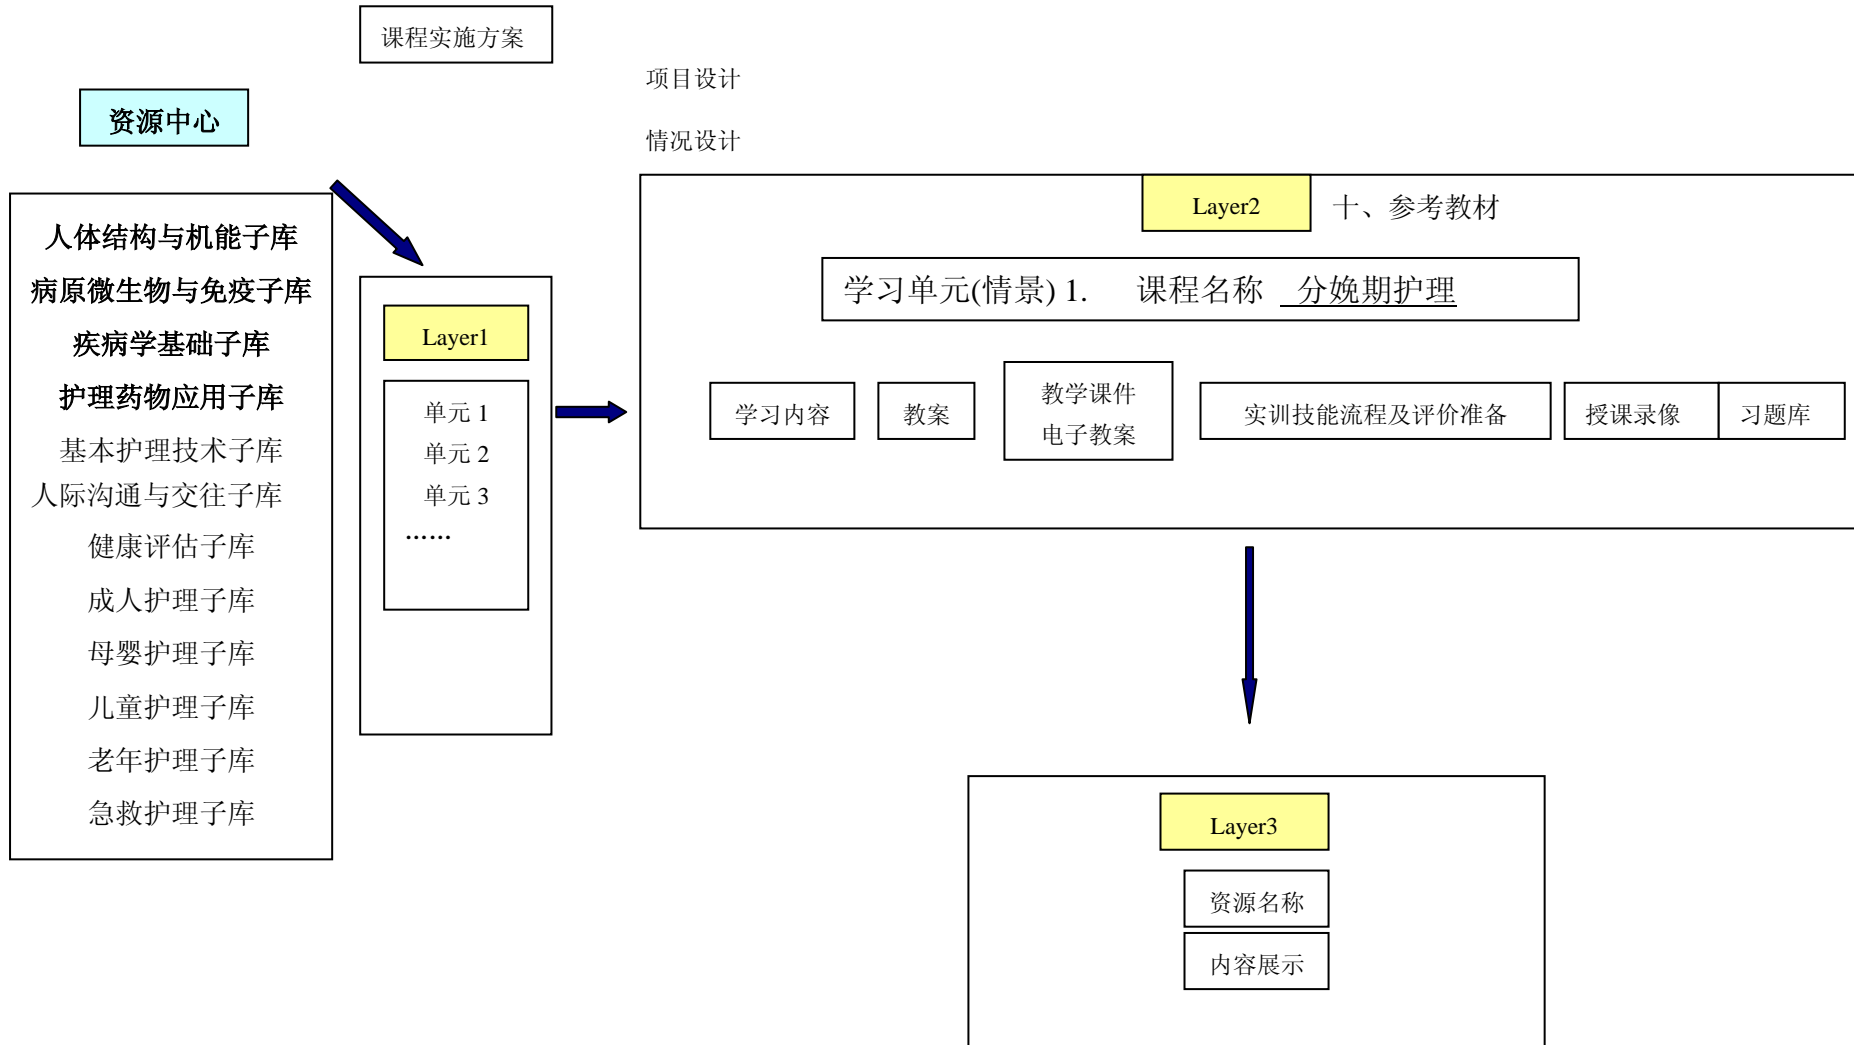 课程实施方案
项目设计
资源中心
情况设计
人体结构与机能子库
病原微生物与免疫子库
疾病学基础子库
护理药物应用子库
基本护理技术子库
人际沟通与交往子库
健康评估子库
成人护理子库
母婴护理子库
儿童护理子库
老年护理子库
急救护理子库
Layer1
单元 1
单元 2
单元 3
……
Layer2
十、参考教材
学习单元(情景) 1. 课程名称 分娩期护理
学习内容
教案
教学课件
电子教案
实训技能流程及评价准备
授课录像
习题库
Layer3
资源名称
内容展示